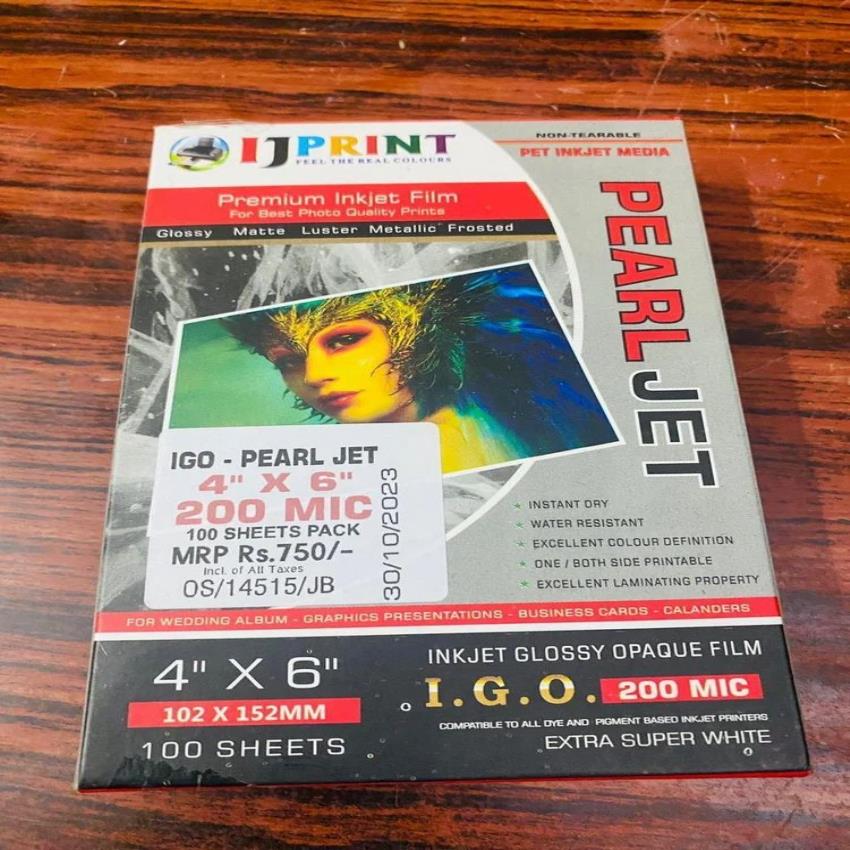 IJPRINT
FEEL THE REAL COLOURS
NON-TEARABLE
PET INKJET MEDIA
Premium Inkjet Film
For Best Photo Quality Prints
Glossy Matte Luster Metallic Frosted
PEARL JET
IGO - PEARL JET
4" X 6"
200 MIC
100 SHEETS PACK
MRP Rs.750/-
Incl. of All Taxes
OS/14515/JB
30/10/2023
INSTANT DRY
WATER RESISTANT
EXCELLENT COLOUR DEFINITION
ONE / BOTH SIDE PRINTABLE
EXCELLENT LAMINATING PROPERTY
FOR WEDDING ALBUM - GRAPHICS PRESENTATIONS - BUSINESS CARDS - CALANDERS
4" X 6"
102 X 152MM
100 SHEETS
INKJET GLOSSY OPAQUE FILM
I.G.O. 200 MIC
COMPATIBLE TO ALL DYE AND PIGMENT BASED INKJET PRINTERS
EXTRA SUPER WHITE